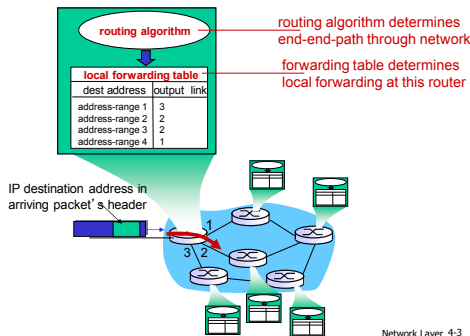 routing algorithm
routing algorithm determines
end-end-path through network
forwarding table determines
local forwarding at this router
local forwarding table
dest address output link
address-range 1 3
address-range 2 2
address-range 3 2
address-range 4 1
IP destination address in
arriving packet’s header
1
3 2
Network Layer 4-3